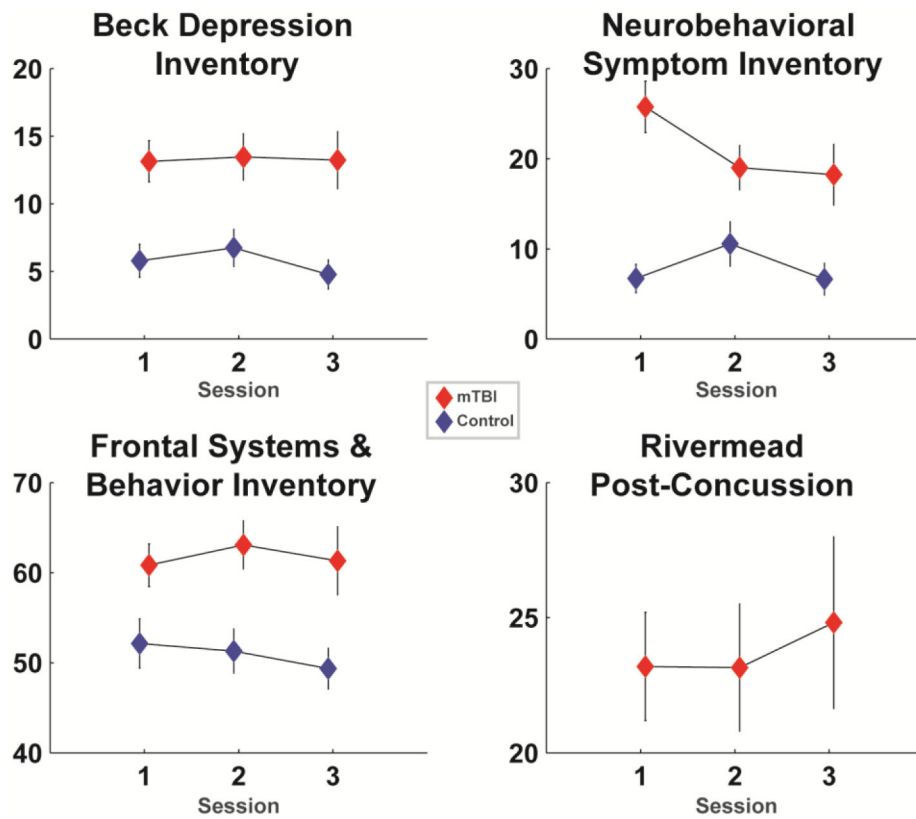 Beck Depression
Inventory
20
15
10
5
0
1 2 3
Session
Neurobehavioral
Symptom Inventory
30
20
10
0
1 2 3
Session
mTBI
Control
Frontal Systems &
Behavior Inventory
70
60
50
40
1 2 3
Session
Rivermead
Post-Concussion
30
25
20
1 2 3
Session